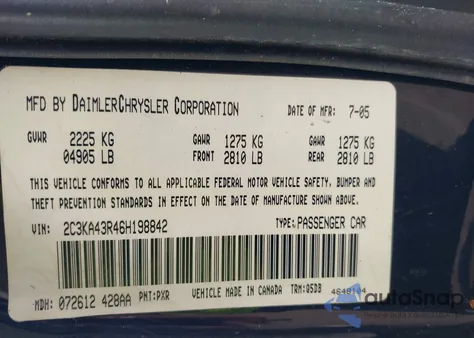 MFD BY DAIMLERCHRYSLER CORPORATION DATE OF MFR: 7-05
GVWR 2225 KG GAWR 1275 KG GAWR 1275 KG
04905 LB FRONT 2810 LB REAR 2810 LB
THIS VEHICLE CONFORMS TO ALL APPLICABLE FEDERAL MOTOR VEHICLE SAFETY, BUMPER AND
THEFT PREVENTION STANDARDS IN EFFECT ON THE DATE OF MANUFACTURE SHOWN ABOVE.
VIN: 2C3KA43R46H198842 TYPE: PASSENGER CAR
MDH: 072612 428AA PNT: PXR VEHICLE MADE IN CANADA TRM: Q5DB 4648104
autoSnap